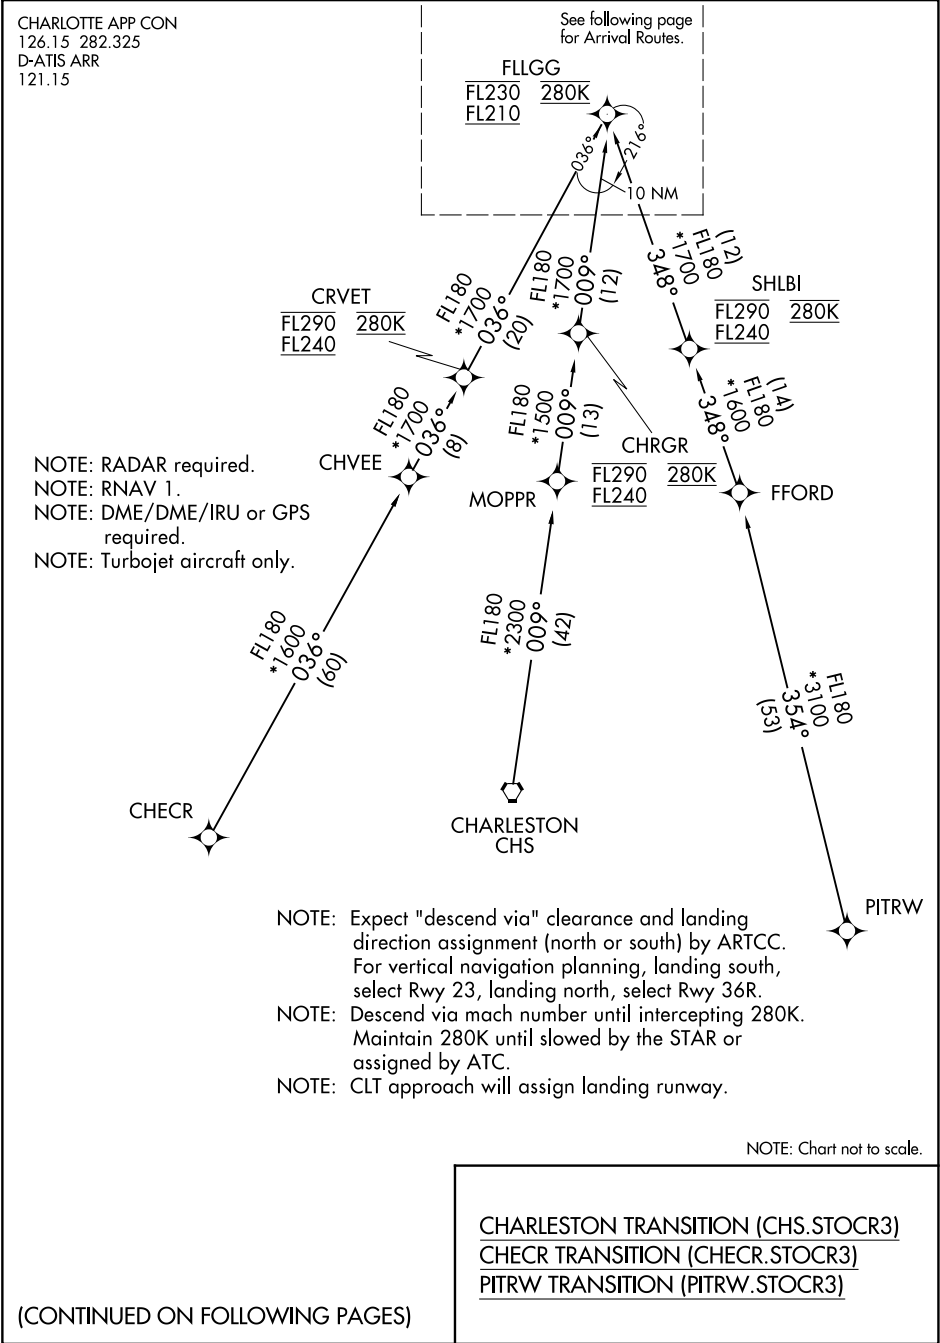 CHARLOTTE APP CON
126.15 282.325
D-ATIS ARR
121.15
See following page
for Arrival Routes.
FLLGG
FL230 280K
FL210
036°
216°
10 NM
CRVET
FL290 280K
FL240
FL180
*1700
036°
(20)
FL180
*1700
009°
(12)
(12)
FL180
*1700
348°
SHLBI
FL290 280K
FL240
FL180
*1700
036°
(8)
FL180
*1500
009°
(13)
(14)
FL180
*1600
348°
CHVEE
CHRGR
FL290 280K
FL240
MOPPR
FFORD
NOTE: RADAR required.
NOTE: RNAV 1.
NOTE: DME/DME/IRU or GPS
required.
NOTE: Turbojet aircraft only.
FL180
*1600
036°
(60)
FL180
*2300
009°
(42)
FL180
*3100
354°
(53)
CHECR
CHARLESTON
CHS
PITRW
NOTE: Expect "descend via" clearance and landing
direction assignment (north or south) by ARTCC.
For vertical navigation planning, landing south,
select Rwy 23, landing north, select Rwy 36R.
NOTE: Descend via mach number until intercepting 280K.
Maintain 280K until slowed by the STAR or
assigned by ATC.
NOTE: CLT approach will assign landing runway.
NOTE: Chart not to scale.
CHARLESTON TRANSITION (CHS.STOCR3)
CHECR TRANSITION (CHECR.STOCR3)
PITRW TRANSITION (PITRW.STOCR3)
(CONTINUED ON FOLLOWING PAGES)